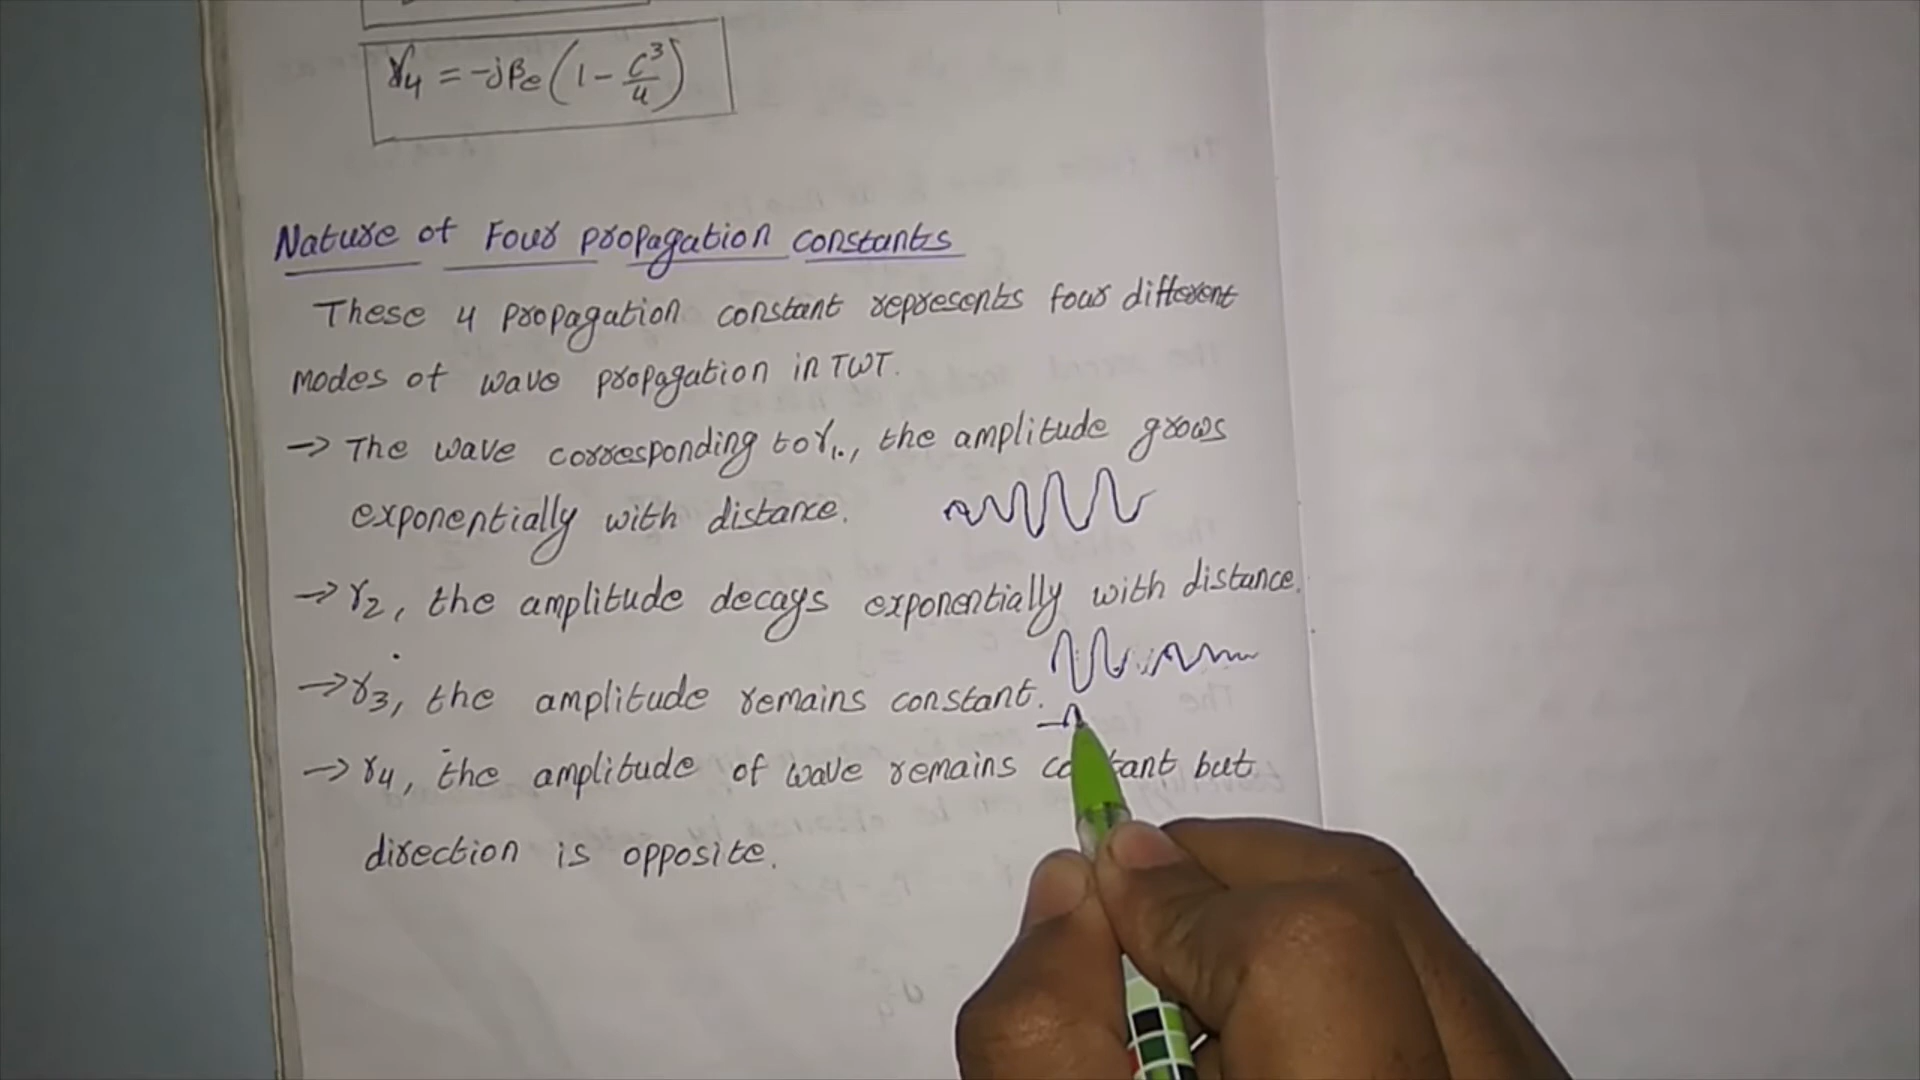 γ4 = -jβe(1 - C³/4)
Nature of Four propagation constants
These 4 propagation constant represents four different
modes of wave propagation in TWT.
→ The wave corresponding to γ1., the amplitude grows
exponentially with distance.
→ γ2, the amplitude decays exponentially with distance.
→ γ3, the amplitude remains constant.
→ γ4, the amplitude of wave remains but
direction is opposite.